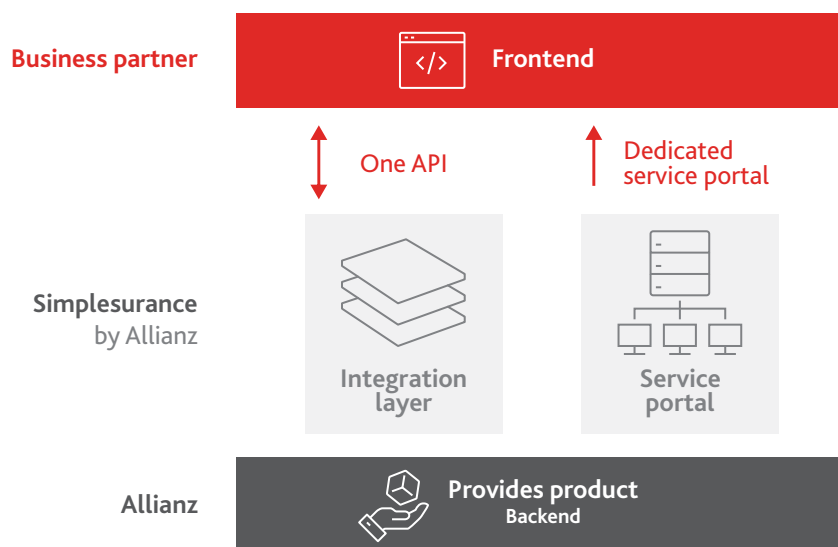 Business partner
</> Frontend
One API
Dedicated
service portal
Simplesurance
by Allianz
Integration
layer
Service
portal
Allianz
Provides product
Backend